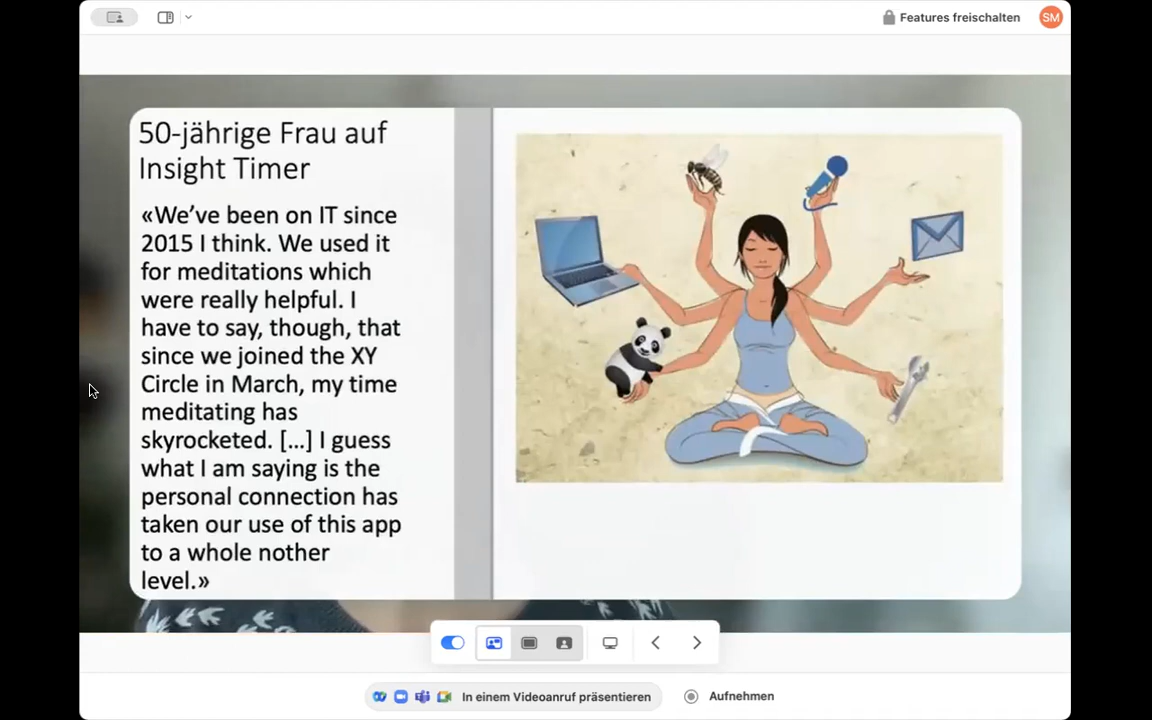 Features freischalten
SM
50-jährige Frau auf
Insight Timer
«We’ve been on IT since
2015 I think. We used it
for meditations which
were really helpful. I
have to say, though, that
since we joined the XY
Circle in March, my time
meditating has
skyrocketed. [...] I guess
what I am saying is the
personal connection has
taken our use of this app
to a whole nother
level.»
In einem Videoanruf präsentieren
Aufnehmen